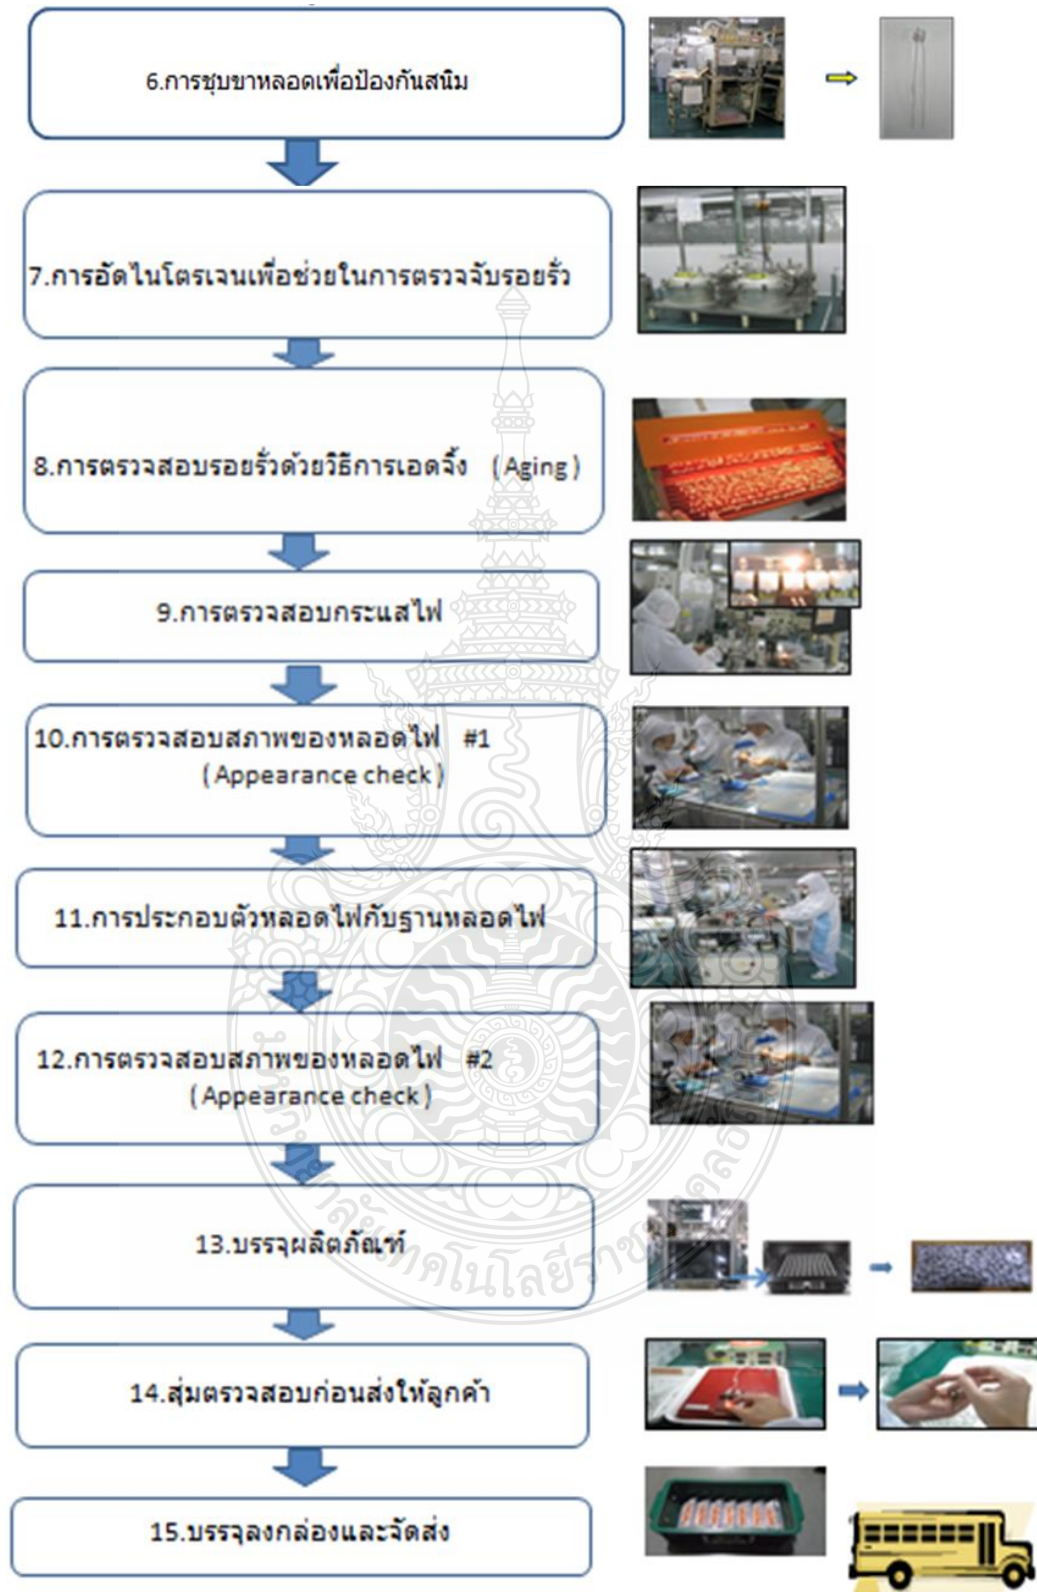 6.การชุบขาหลอดเพื่อป้องกันสนิม
7.การอัดไนโตรเจนเพื่อช่วยในการตรวจจับรอยรั่ว
8.การตรวจสอบรอยรั่วด้วยวิธีการเอดจิ้ง (Aging)
9.การตรวจสอบกระแสไฟ
10.การตรวจสอบสภาพของหลอดไฟ #1
(Appearance check)
11.การประกอบตัวหลอดไฟกับฐานหลอดไฟ
12.การตรวจสอบสภาพของหลอดไฟ #2
(Appearance check)
13.บรรจุผลิตภัณฑ์
14.สุ่มตรวจสอบก่อนส่งให้ลูกค้า
15.บรรจุลงกล่องและจัดส่ง